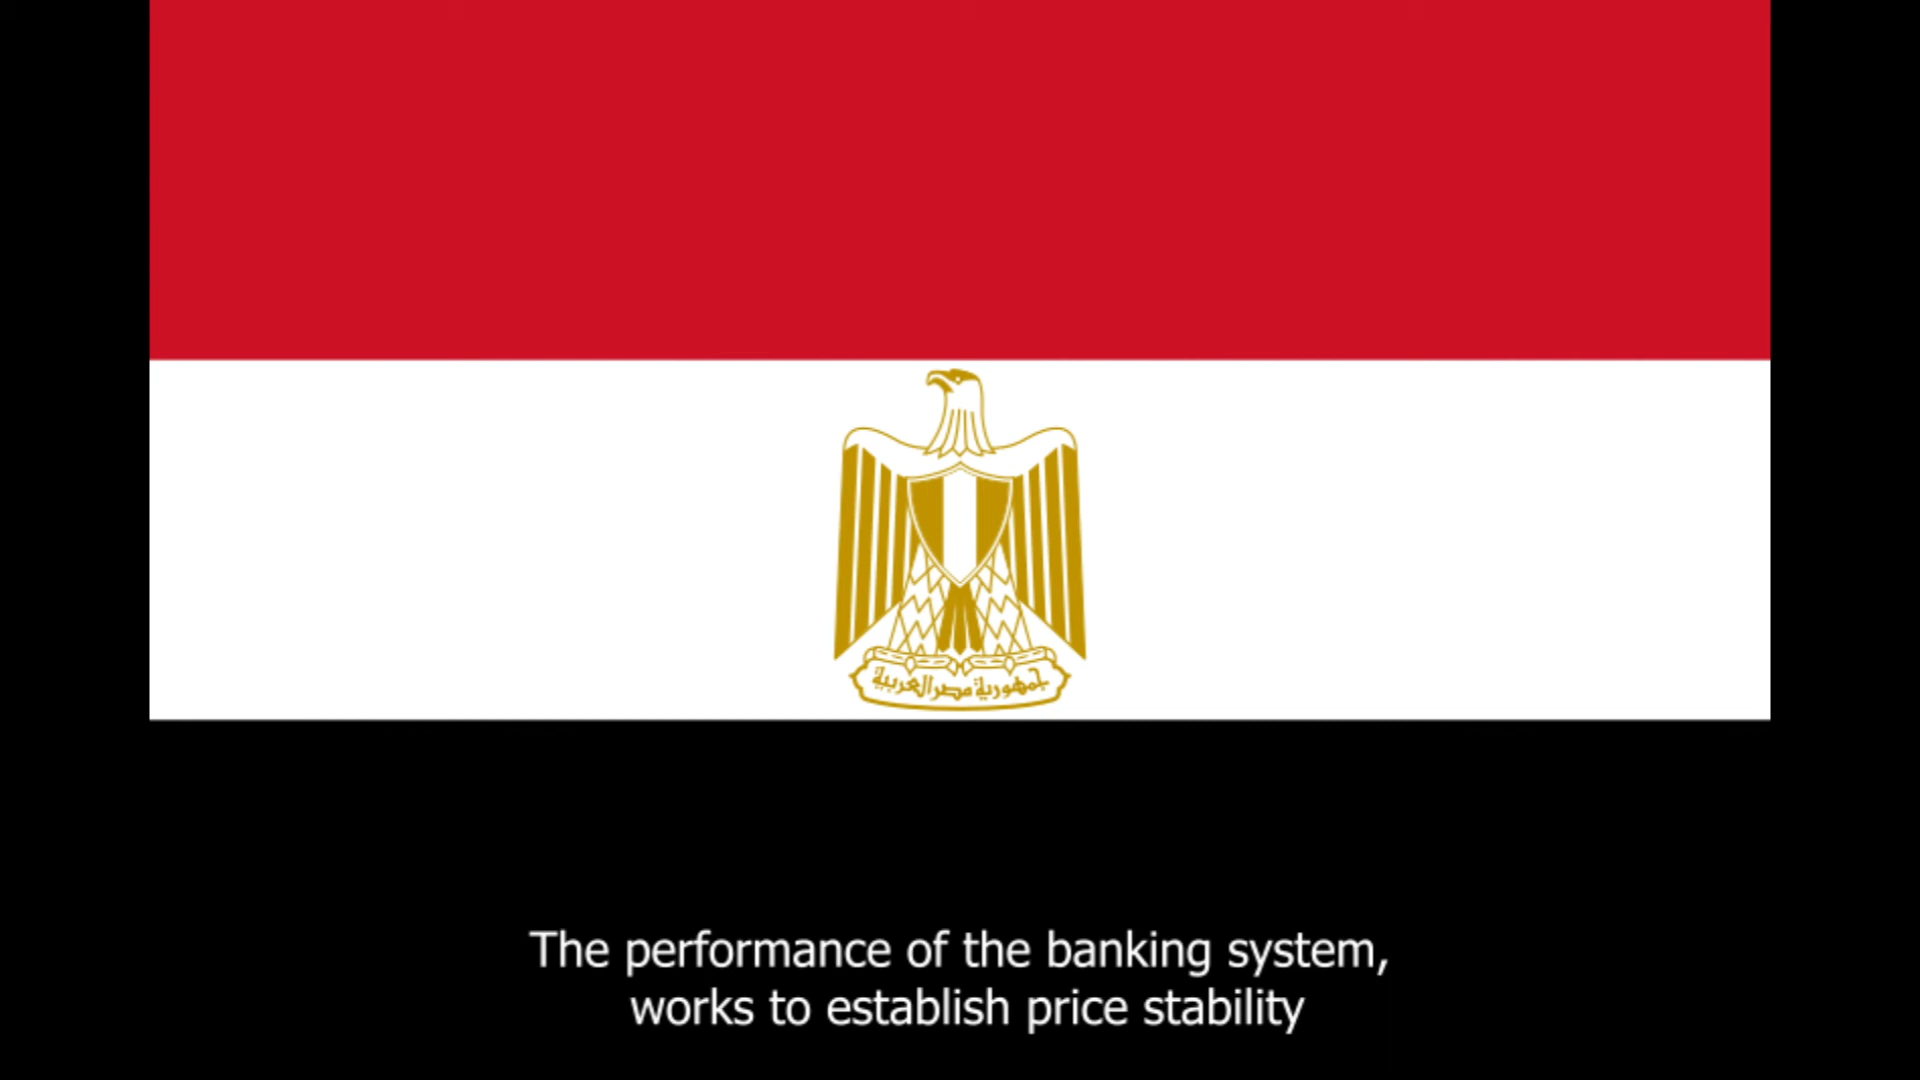 جمهورية مصر العربية
The performance of the banking system,
works to establish price stability